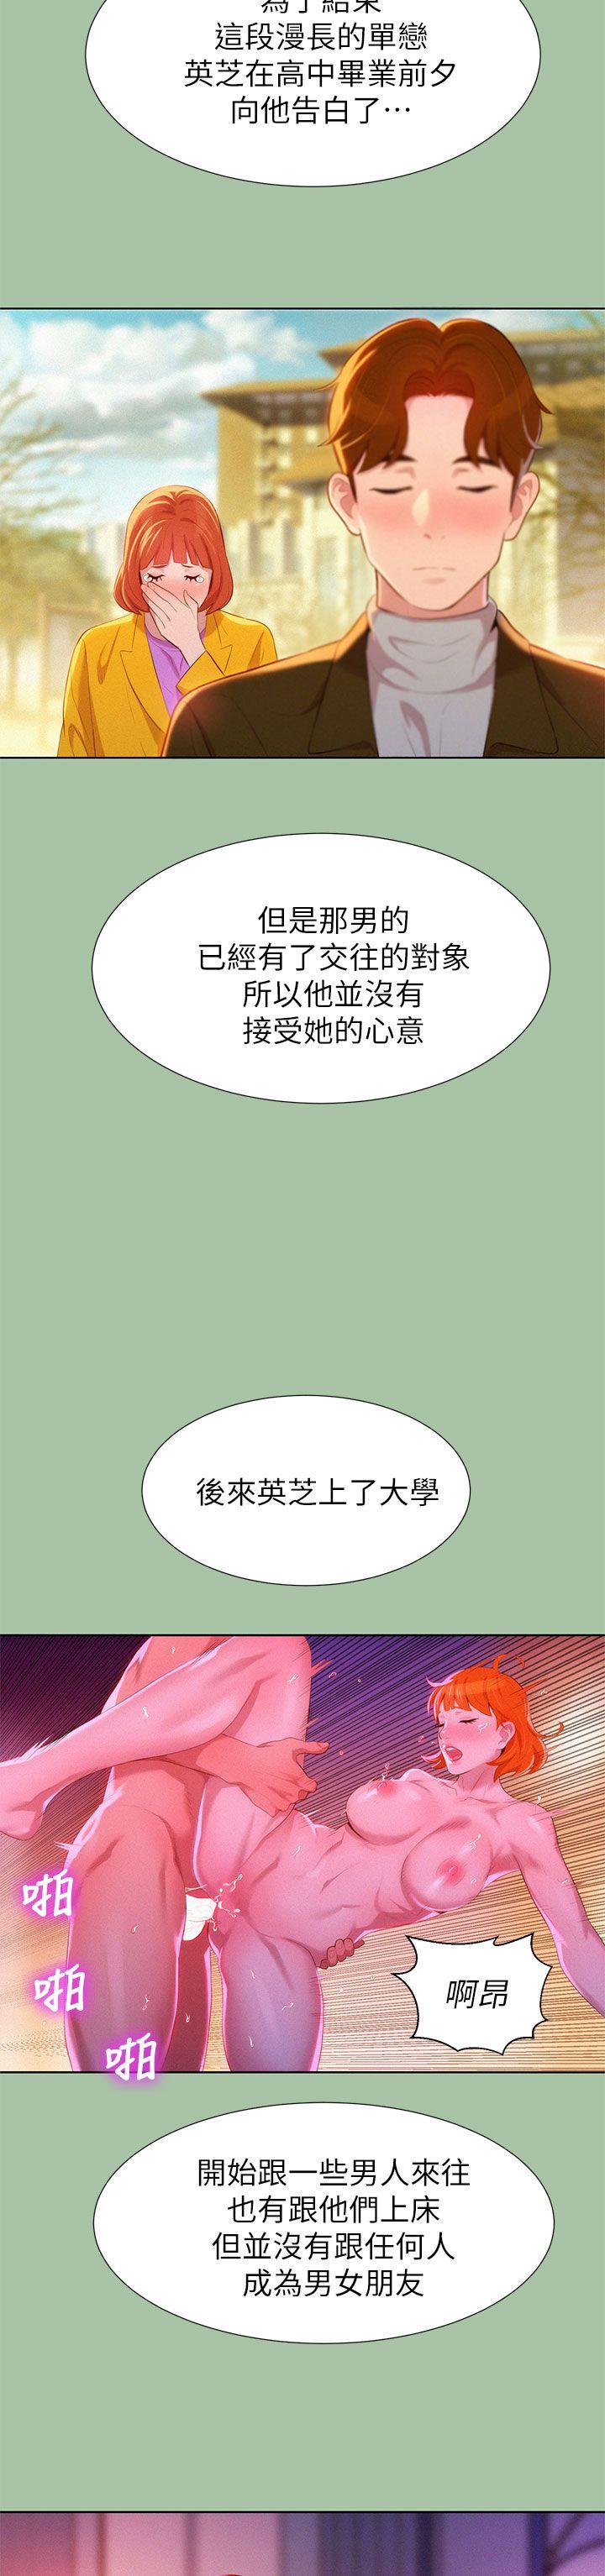 為了結束
這段漫長的單戀
英芝在高中畢業前夕
向他告白了…
但是那男的
已經有了交往的對象
所以他並沒有
接受她的心意
後來英芝上了大學
啪
啪
啪
啊昂
開始跟一些男人來往
也有跟他們上床
但並沒有跟任何人
成為男女朋友